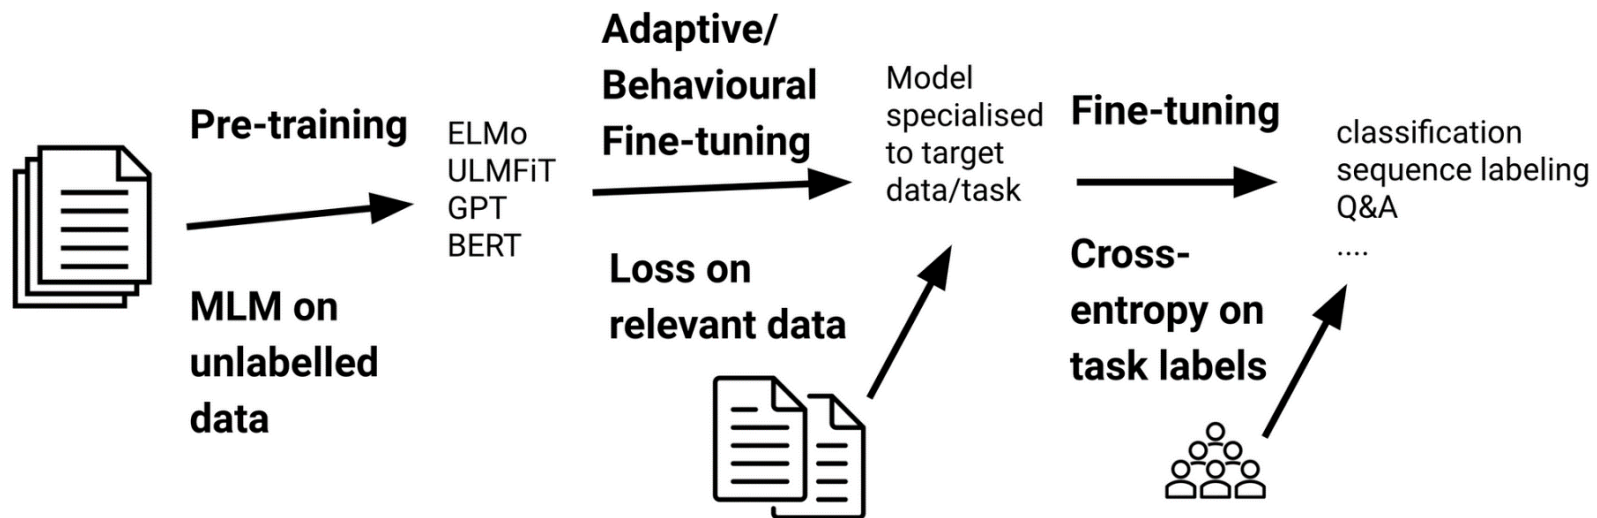 Pre-training
MLM on
unlabelled
data
ELMo
ULMFiT
GPT
BERT
Adaptive/
Behavioural
Fine-tuning
Loss on
relevant data
Model
specialised
to target
data/task
Fine-tuning
Cross-
entropy on
task labels
classification
sequence labeling
Q&A
....